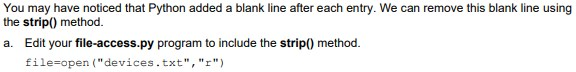 You may have noticed that Python added a blank line after each entry. We can remove this blank line using
the strip() method.
a. Edit your file-access.py program to include the strip() method.
file=open("devices.txt","r")